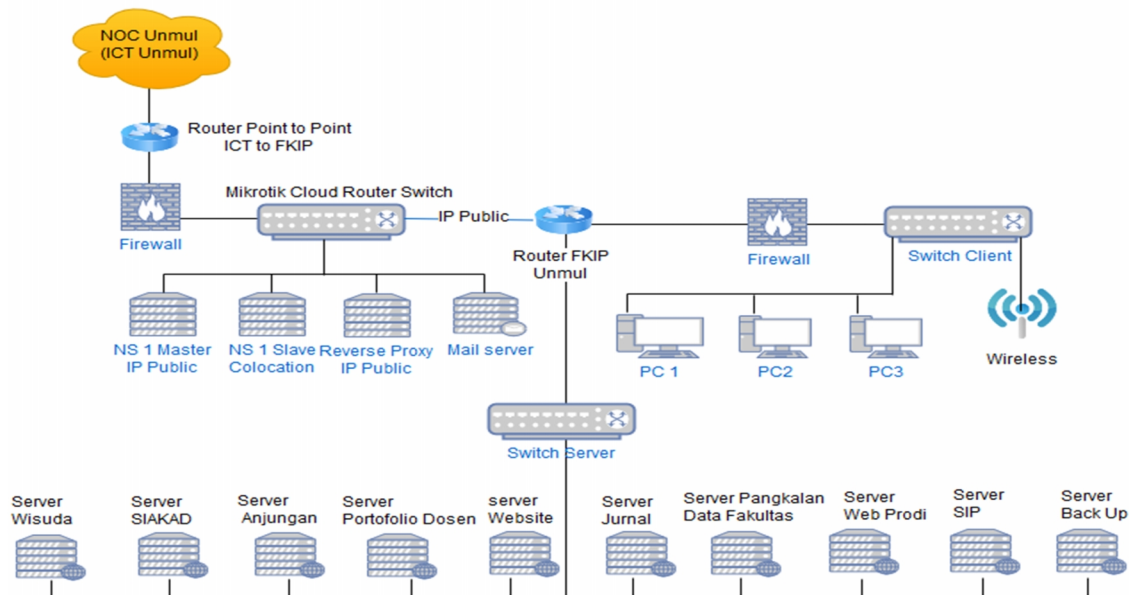 NOC Unmul
(ICT Unmul)
Router Point to Point
ICT to FKIP
Mikrotik Cloud Router Switch
IP Public
Firewall
Router FKIP
Unmul
Firewall
Switch Client
NS 1 Master
IP Public
NS 1 Slave
Colocation
Reverse Proxy
IP Public
Mail server
PC 1
PC2
PC3
Wireless
Switch Server
Server
Wisuda
Server
SIAKAD
Server
Anjungan
Server
Portofolio Dosen
server
Website
Server
Jurnal
Server Pangkalan
Data Fakultas
Server
Web Prodi
Server
SIP
Server
Back Up